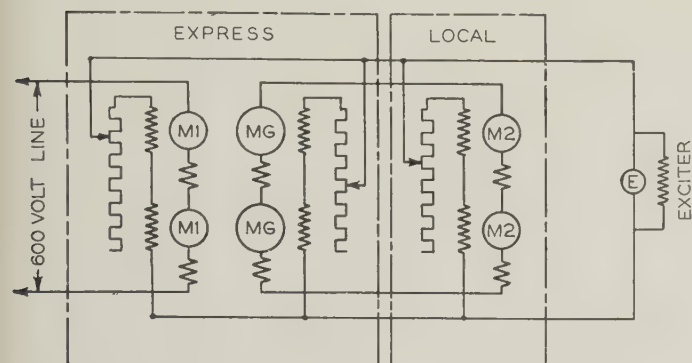 EXPRESS
LOCAL
600 VOLT LINE
M1
MG
M2
M1
MG
M2
E
EXCITER